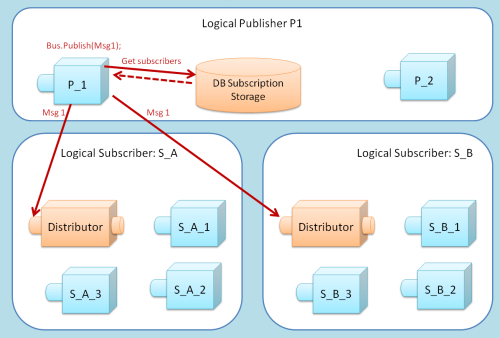 Logical Publisher P1
Bus.Publish(Msg1);
Get subscribers
P_1
DB Subscription
Storage
P_2
Msg 1
Msg 1
Logical Subscriber: S_A
Logical Subscriber: S_B
Distributor
S_A_1
Distributor
S_B_1
S_A_3
S_A_2
S_B_3
S_B_2